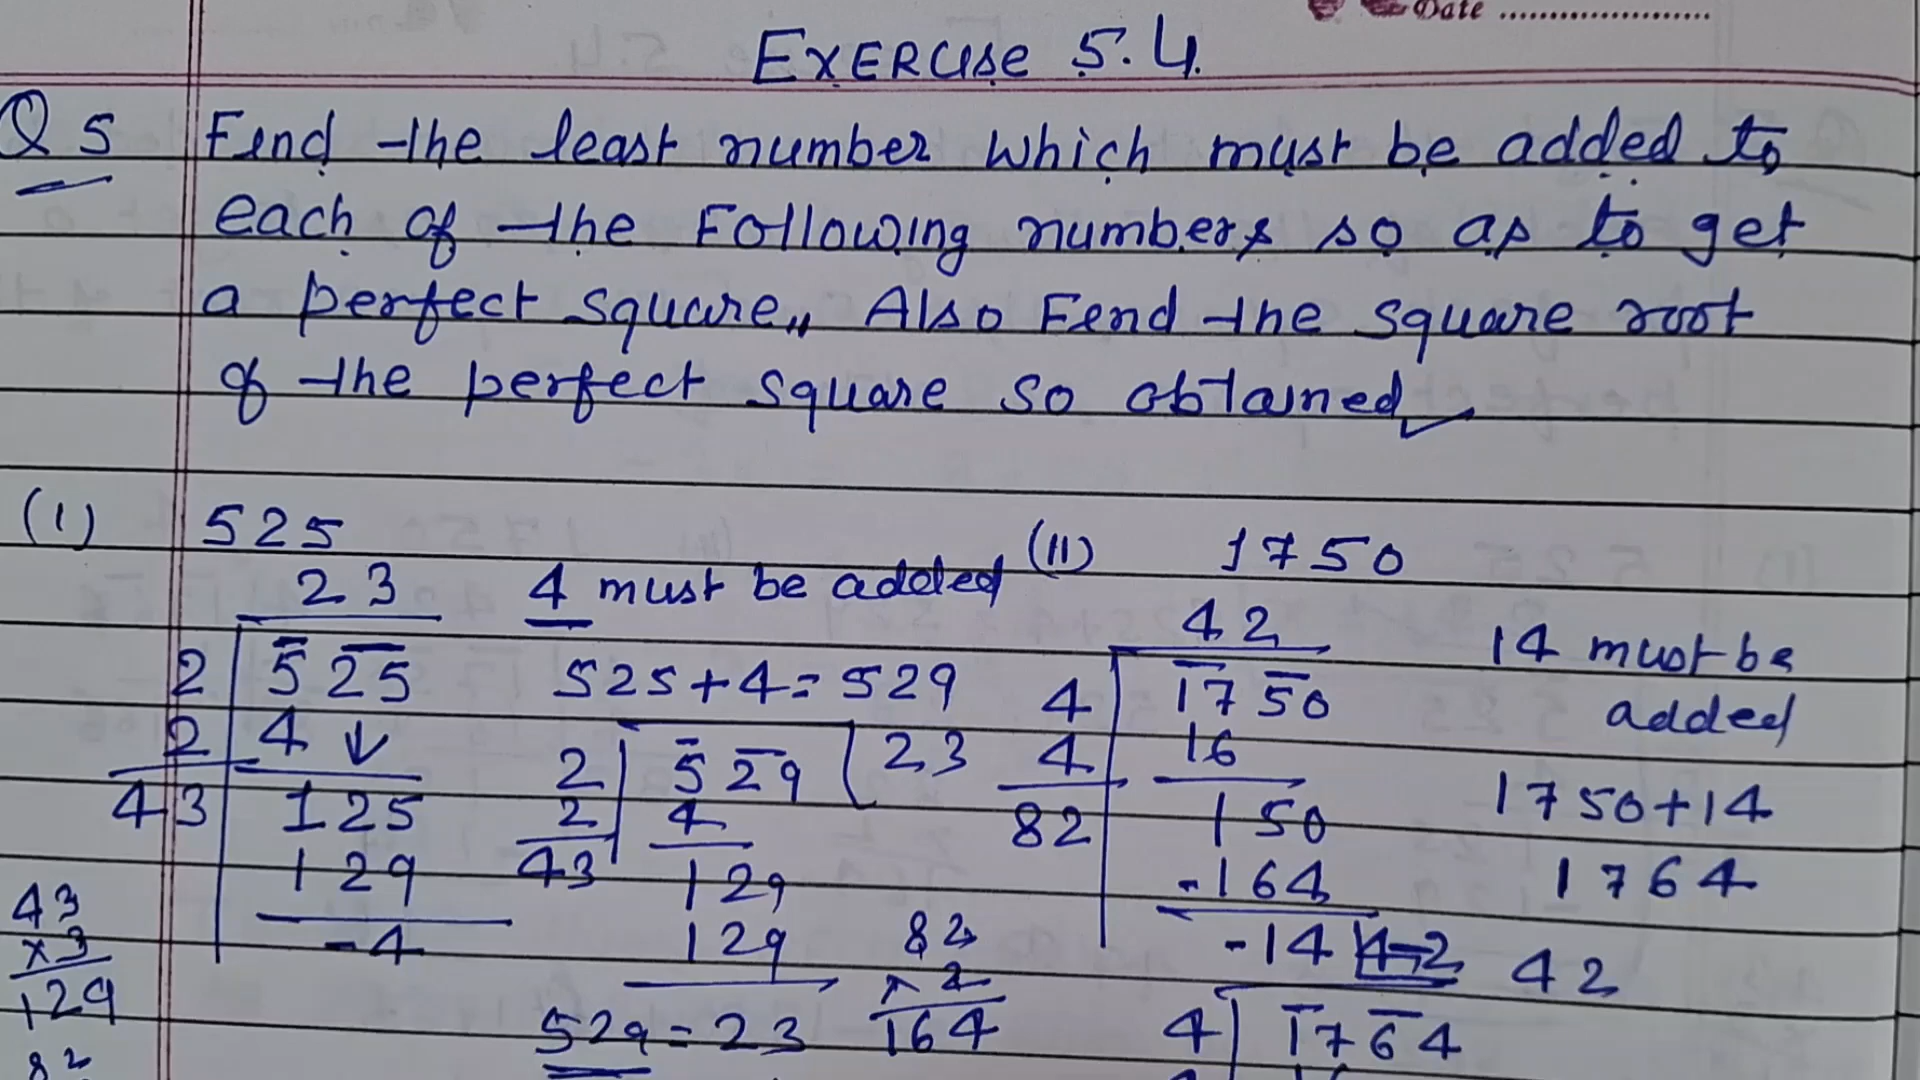 Date
EXERCISE 5.4
Q5 Find the least number which must be added to
each of the Following numbers so as to get
a perfect square,, Also Find the square root
of the perfect square so obtained
(I) 525
23
4 must be added
2 525
2 4 ↓
43 125
129
-4
525+4=529
2 529 23
2 4
43 129
129
529 = 23
43
x3
129
82
82
x2
164
(II) 1750
42
4 1750
4 16
82 150
-164
-14 42
14 must be
added
1750+14
1764
42
4 1764